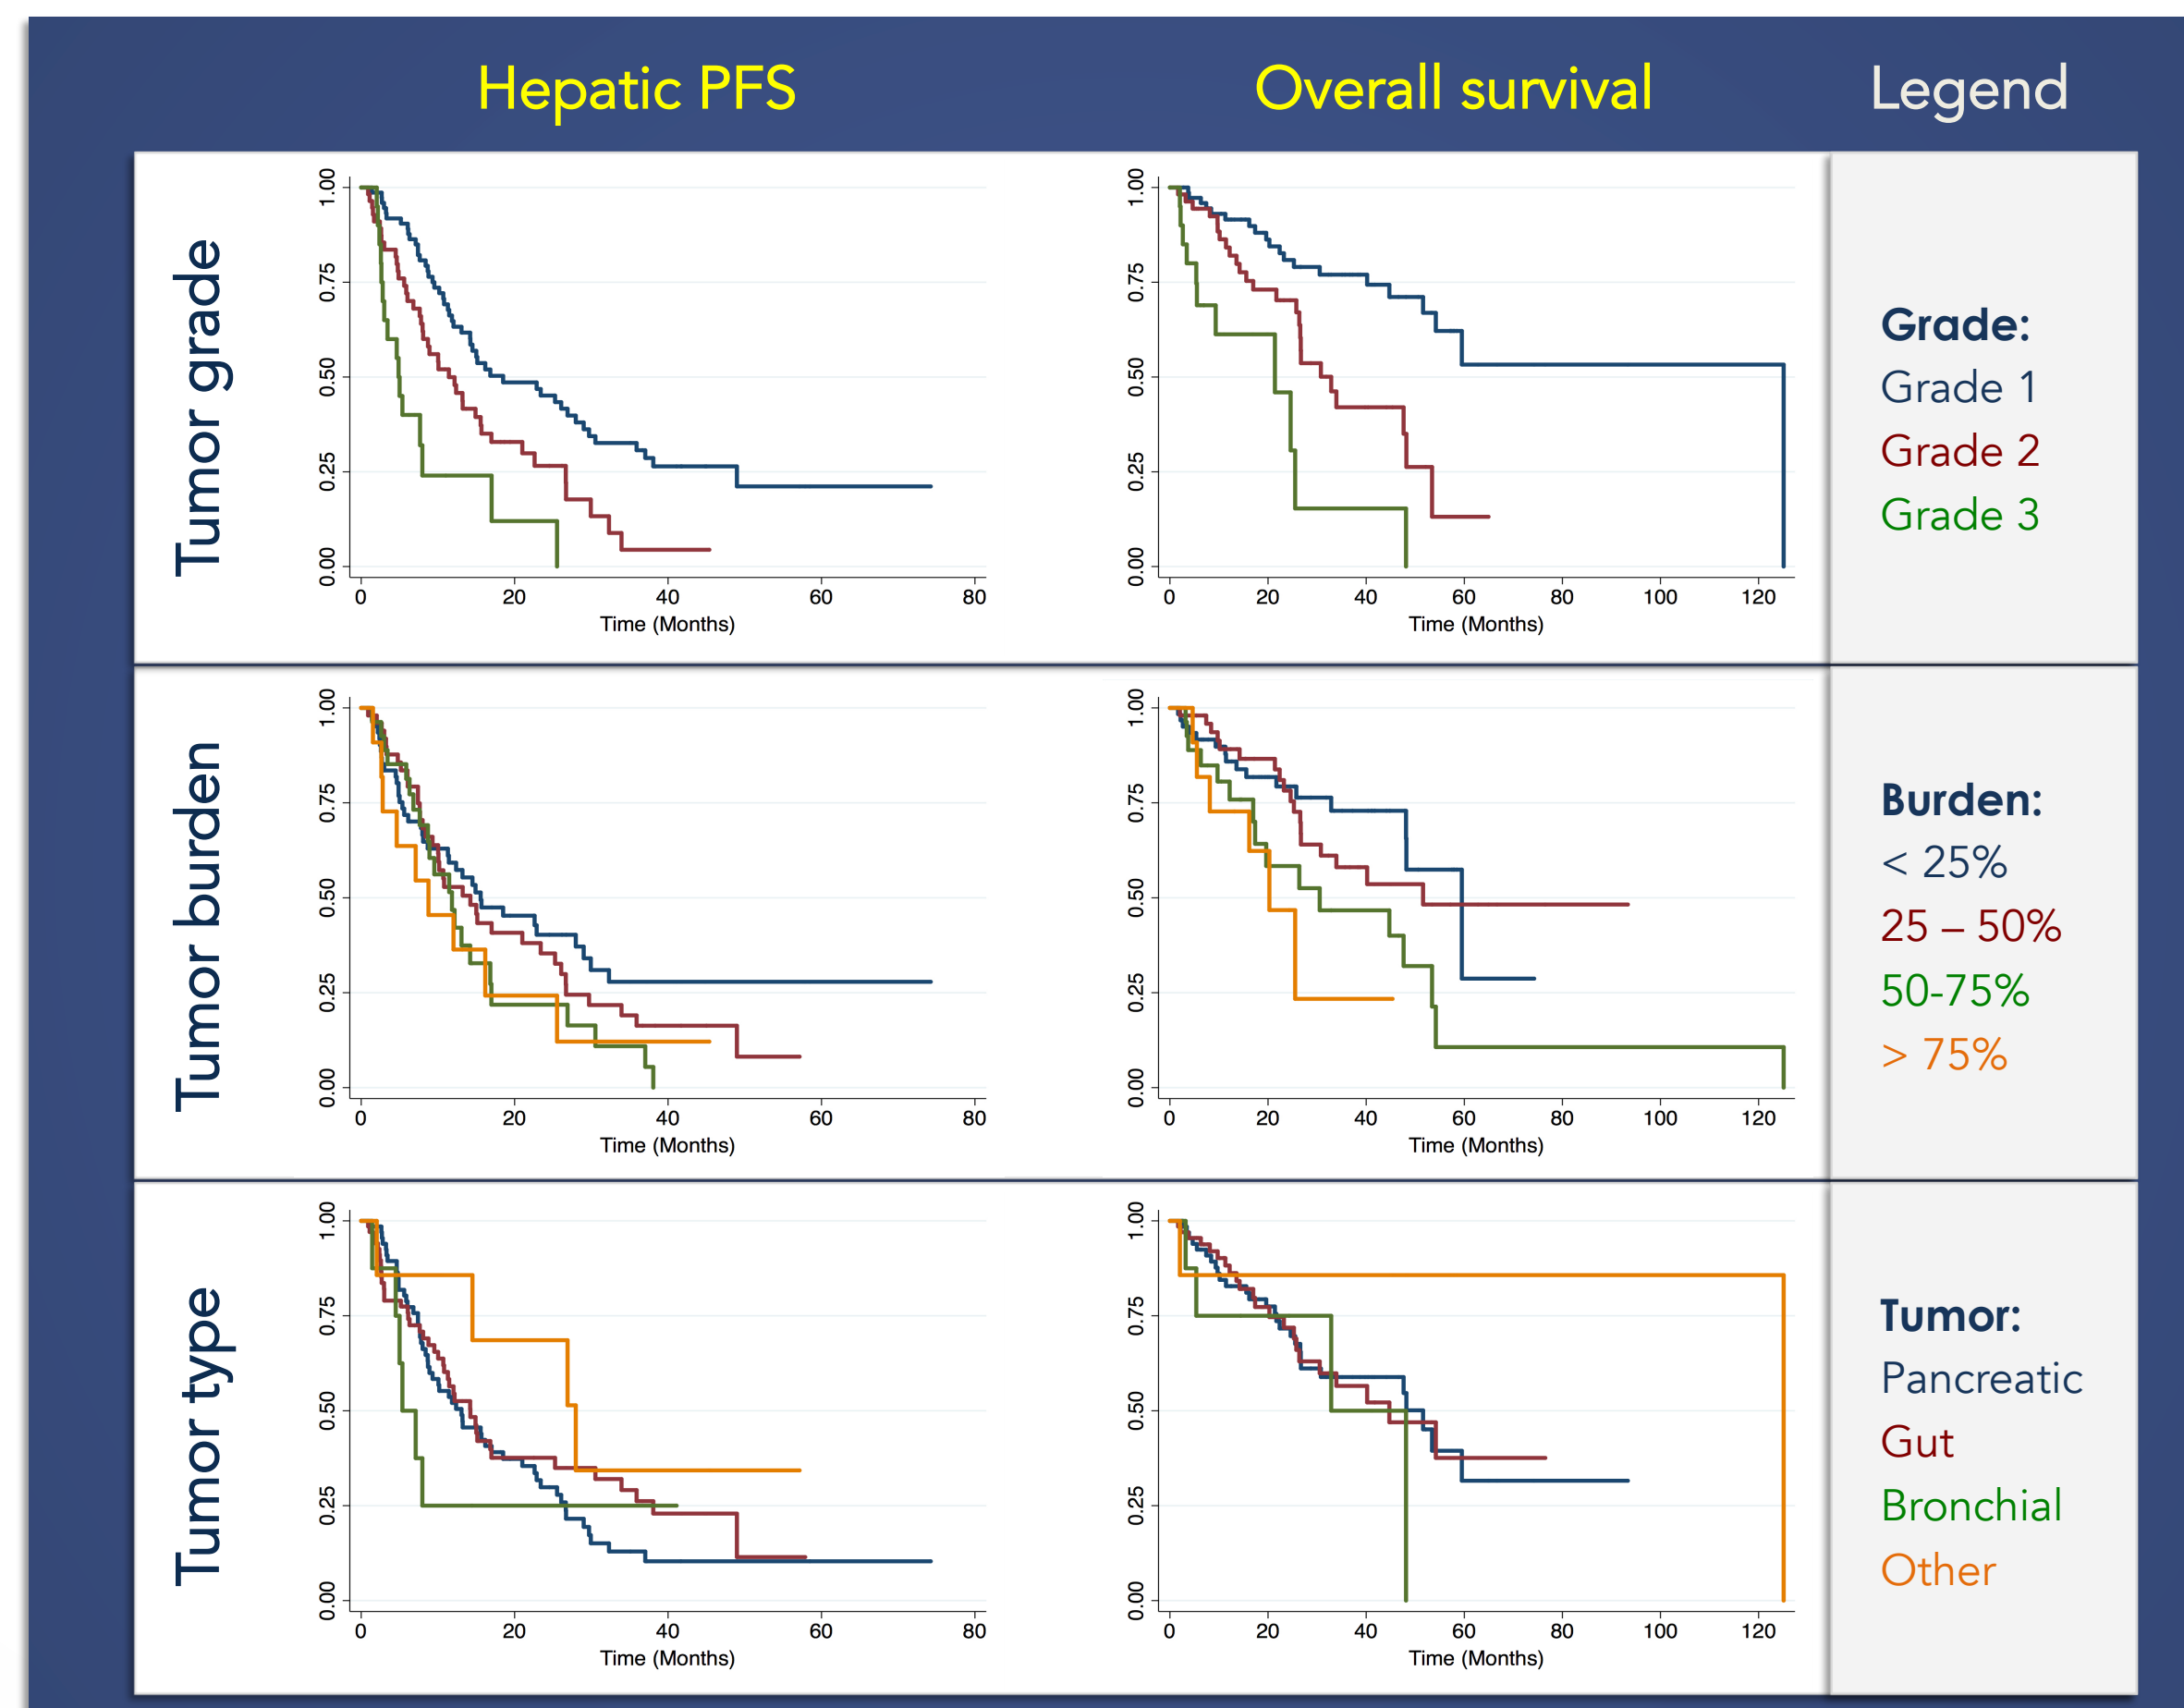 Hepatic PFS
Overall survival
Legend
Tumor grade
1.00
0.75
0.50
0.25
0.00
0 20 40 60 80
Time (Months)
1.00
0.75
0.50
0.25
0.00
0 20 40 60 80 100 120
Time (Months)
Grade:
Grade 1
Grade 2
Grade 3
Tumor burden
1.00
0.75
0.50
0.25
0.00
0 20 40 60 80
Time (Months)
1.00
0.75
0.50
0.25
0.00
0 20 40 60 80 100 120
Time (Months)
Burden:
< 25%
25 – 50%
50-75%
> 75%
Tumor type
1.00
0.75
0.50
0.25
0.00
0 20 40 60 80
Time (Months)
1.00
0.75
0.50
0.25
0.00
0 20 40 60 80 100 120
Time (Months)
Tumor:
Pancreatic
Gut
Bronchial
Other